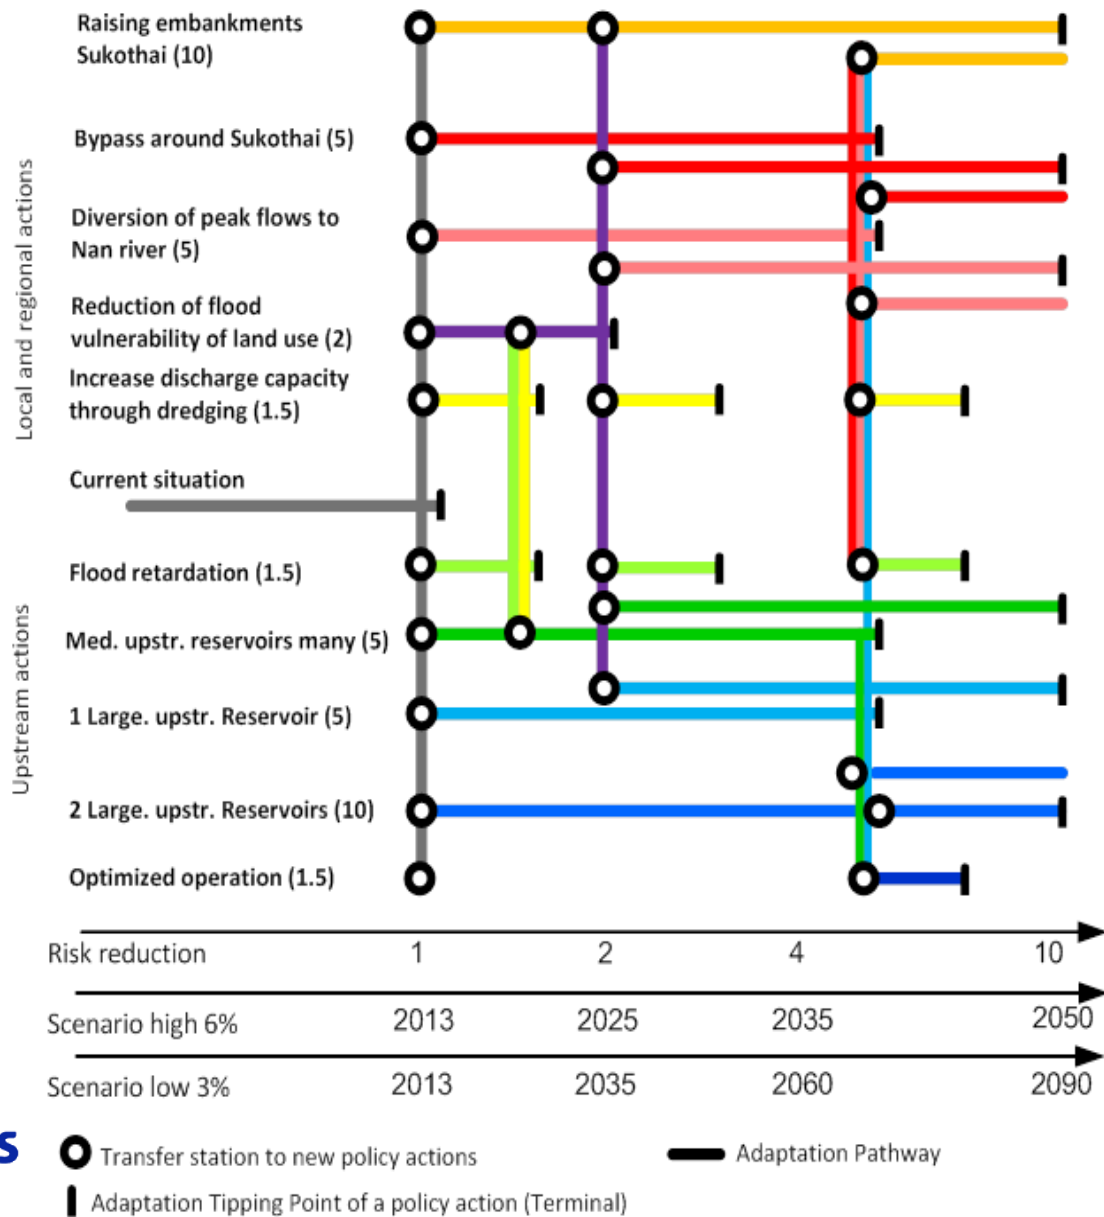 Raising embankments
Sukothai (10)
Bypass around Sukothai (5)
Diversion of peak flows to
Nan river (5)
Reduction of flood
vulnerability of land use (2)
Increase discharge capacity
through dredging (1.5)
Local and regional actions
Current situation
Flood retardation (1.5)
Med. upstr. reservoirs many (5)
1 Large. upstr. Reservoir (5)
2 Large. upstr. Reservoirs (10)
Optimized operation (1.5)
Upstream actions
Risk reduction 1 2 4 10
Scenario high 6% 2013 2025 2035 2050
Scenario low 3% 2013 2035 2060 2090
s
Transfer station to new policy actions
Adaptation Pathway
Adaptation Tipping Point of a policy action (Terminal)